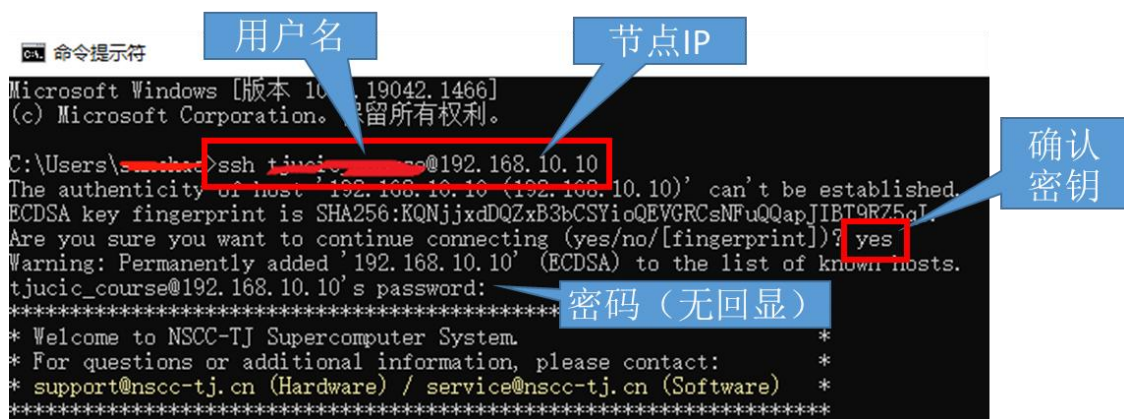 用户名
节点IP
命令提示符
Microsoft Windows [版本 10. 19042.1466]
(c) Microsoft Corporation。 保留所有权利。
C:\Users\ >ssh @192.168.10.10
The authenticity of host '192.168.10.10 (192.168.10.10)' can't be established.
ECDSA key fingerprint is
Are you sure you want to continue connecting (yes/no/[fingerprint])? yes
确认
密钥
Warning: Permanently added '192.168.10.10' (ECDSA) to the list of known hosts.
tjucic_course@192.168.10.10's password:
密码（无回显）
********************************************************************************
* Welcome to NSCC-TJ Supercomputer System. *
* For questions or additional information, please contact: *
* support@nscc-tj.cn (Hardware) / service@nscc-tj.cn (Software) *
********************************************************************************